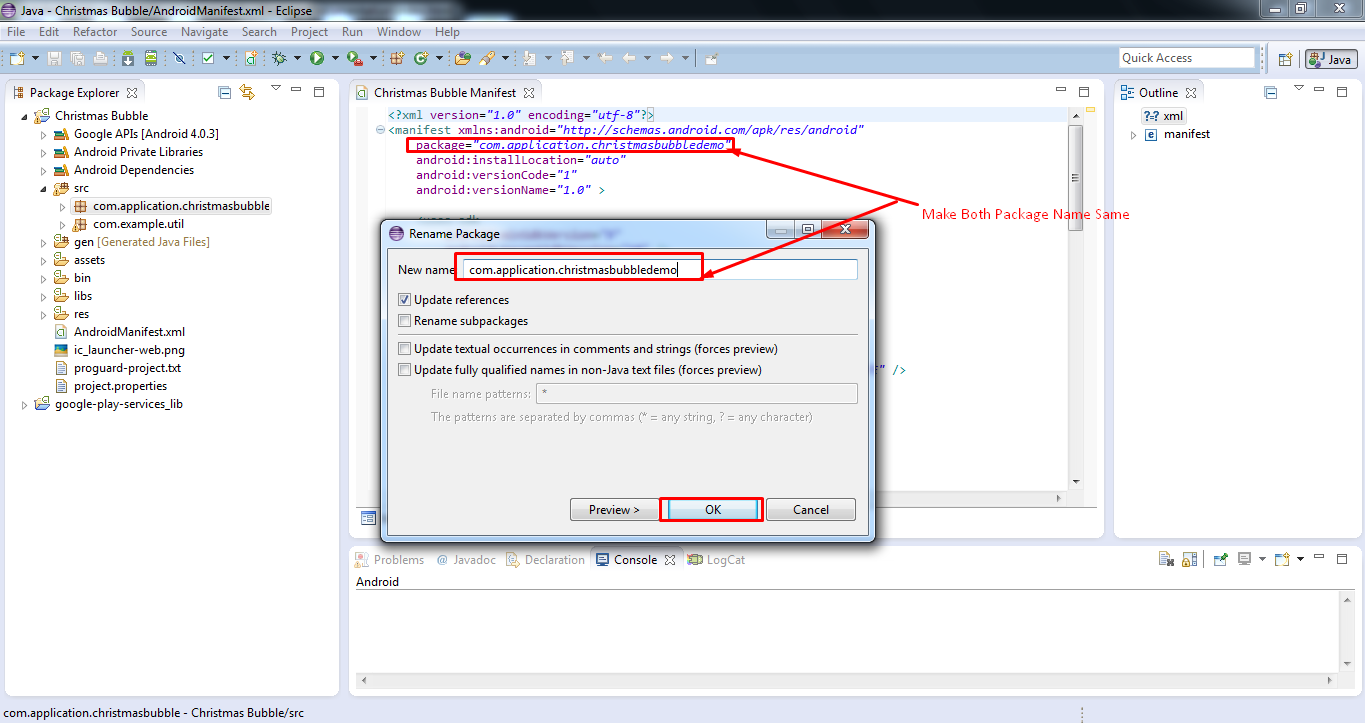 Java - Christmas Bubble/AndroidManifest.xml - Eclipse
File Edit Refactor Source Navigate Search Project Run Window Help
Quick Access
Java
Package Explorer
Christmas Bubble
Google APIs [Android 4.0.3]
Android Private Libraries
Android Dependencies
src
com.application.christmasbubble
com.example.util
gen [Generated Java Files]
assets
bin
libs
res
AndroidManifest.xml
ic_launcher-web.png
proguard-project.txt
project.properties
google-play-services_lib
Christmas Bubble Manifest
<?xml version="1.0" encoding="utf-8"?>
<manifest xmlns:android="http://schemas.android.com/apk/res/android"
package="com.application.christmasbubbledemo"
android:installLocation="auto"
android:versionCode="1"
android:versionName="1.0" >
" />
Make Both Package Name Same
Rename Package
New name:
com.application.christmasbubbledemo
Update references
Rename subpackages
Update textual occurrences in comments and strings (forces preview)
Update fully qualified names in non-Java text files (forces preview)
File name patterns: *
The patterns are separated by commas (* = any string, ? = any character)
Preview >
OK
Cancel
Outline
?=? xml
e manifest
Problems @ Javadoc Declaration Console LogCat
Android
com.application.christmasbubble - Christmas Bubble/src